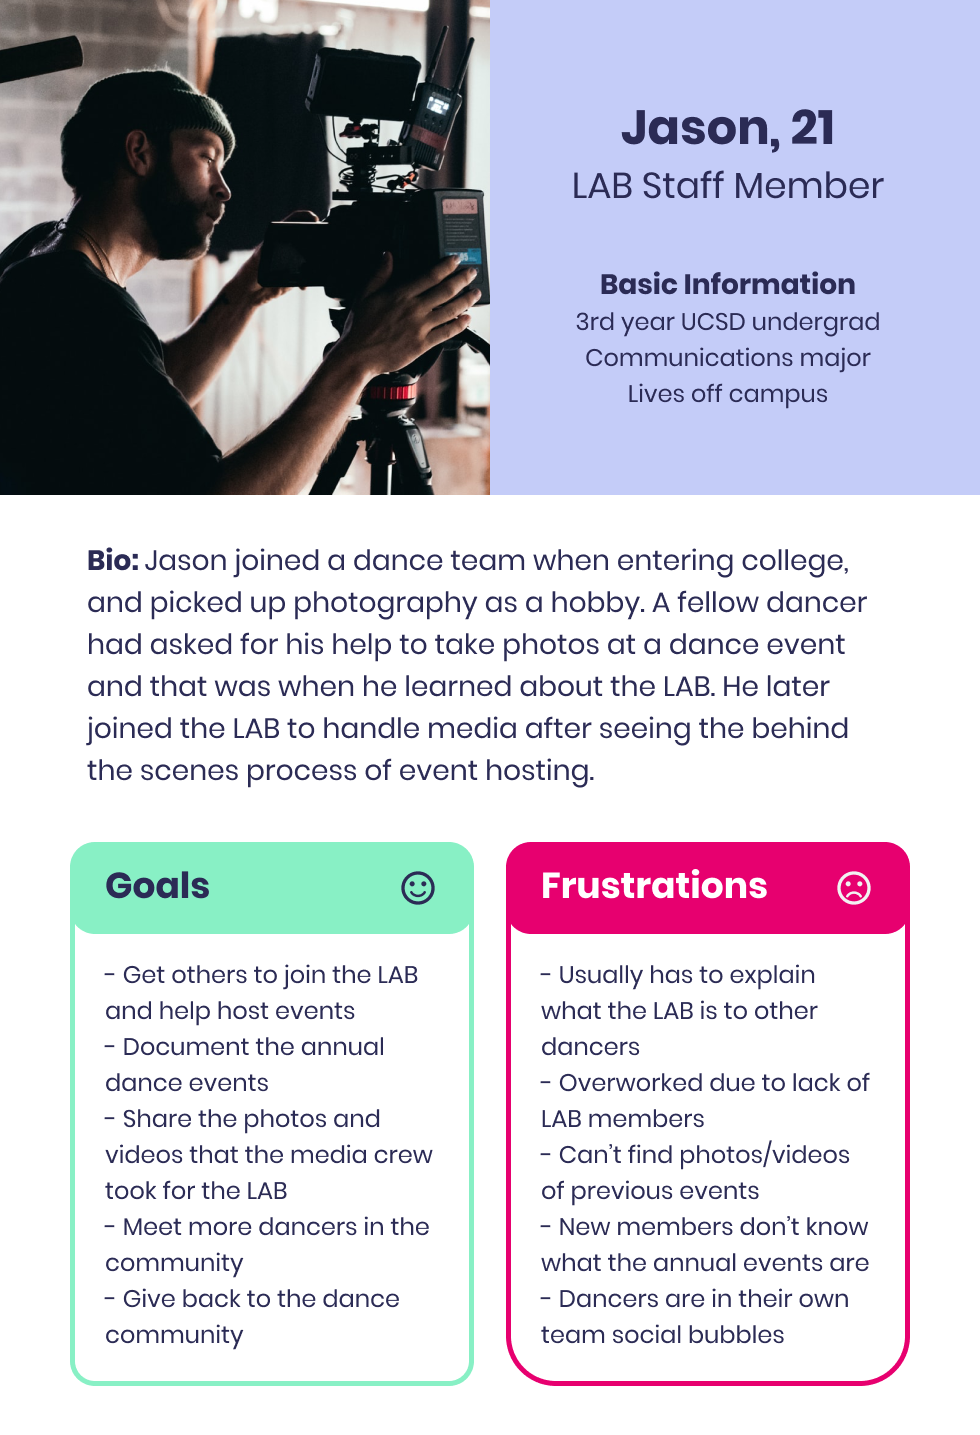 Jason, 21
LAB Staff Member
Basic Information
3rd year UCSD undergrad
Communications major
Lives off campus
Bio: Jason joined a dance team when entering college,
and picked up photography as a hobby. A fellow dancer
had asked for his help to take photos at a dance event
and that was when he learned about the LAB. He later
joined the LAB to handle media after seeing the behind
the scenes process of event hosting.
Goals
- Get others to join the LAB
and help host events
- Document the annual
dance events
- Share the photos and
videos that the media crew
took for the LAB
- Meet more dancers in the
community
- Give back to the dance
community
Frustrations
- Usually has to explain
what the LAB is to other
dancers
- Overworked due to lack of
LAB members
- Can’t find photos/videos
of previous events
- New members don’t know
what the annual events are
- Dancers are in their own
team social bubbles